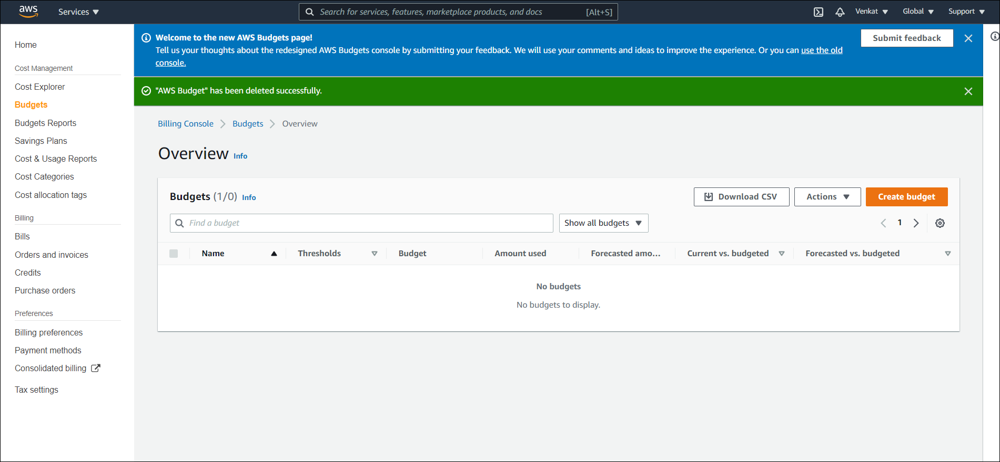 aws
Services
Search for services, features, marketplace products, and docs
[Alt+S]
Venkat
Global
Support
Home
Cost Management
Cost Explorer
Budgets
Budgets Reports
Savings Plans
Cost & Usage Reports
Cost Categories
Cost allocation tags
Billing
Bills
Orders and invoices
Credits
Purchase orders
Preferences
Billing preferences
Payment methods
Consolidated billing
Tax settings
Welcome to the new AWS Budgets page!
Tell us your thoughts about the redesigned AWS Budgets console by submitting your feedback. We will use your comments and ideas to improve the experience. Or you can use the old
console.
Submit feedback
"AWS Budget" has been deleted successfully.
Billing Console
Budgets
Overview
Overview Info
Budgets (1/0) Info
Download CSV
Actions
Create budget
Find a budget
Show all budgets
1
Name
Thresholds
Budget
Amount used
Forecasted amo...
Current vs. budgeted
Forecasted vs. budgeted
No budgets
No budgets to display.